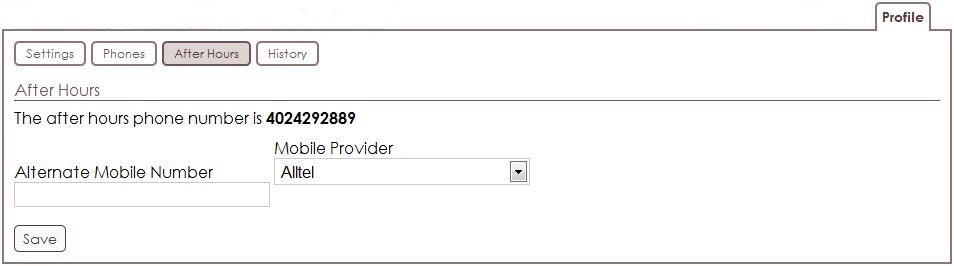 Profile
Settings Phones After Hours History
After Hours
The after hours phone number is 4024292889
Mobile Provider
Alternate Mobile Number Alltel
Save